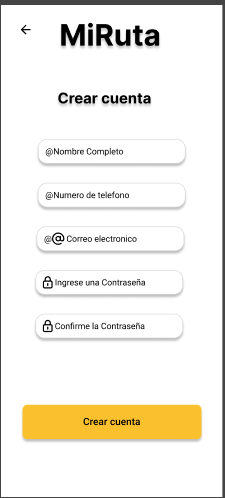 MiRuta
Crear cuenta
@Nombre Completo
@Numero de telefono
@@ Correo electronico
Ingrese una Contraseña
Confirme la Contraseña
Crear cuenta